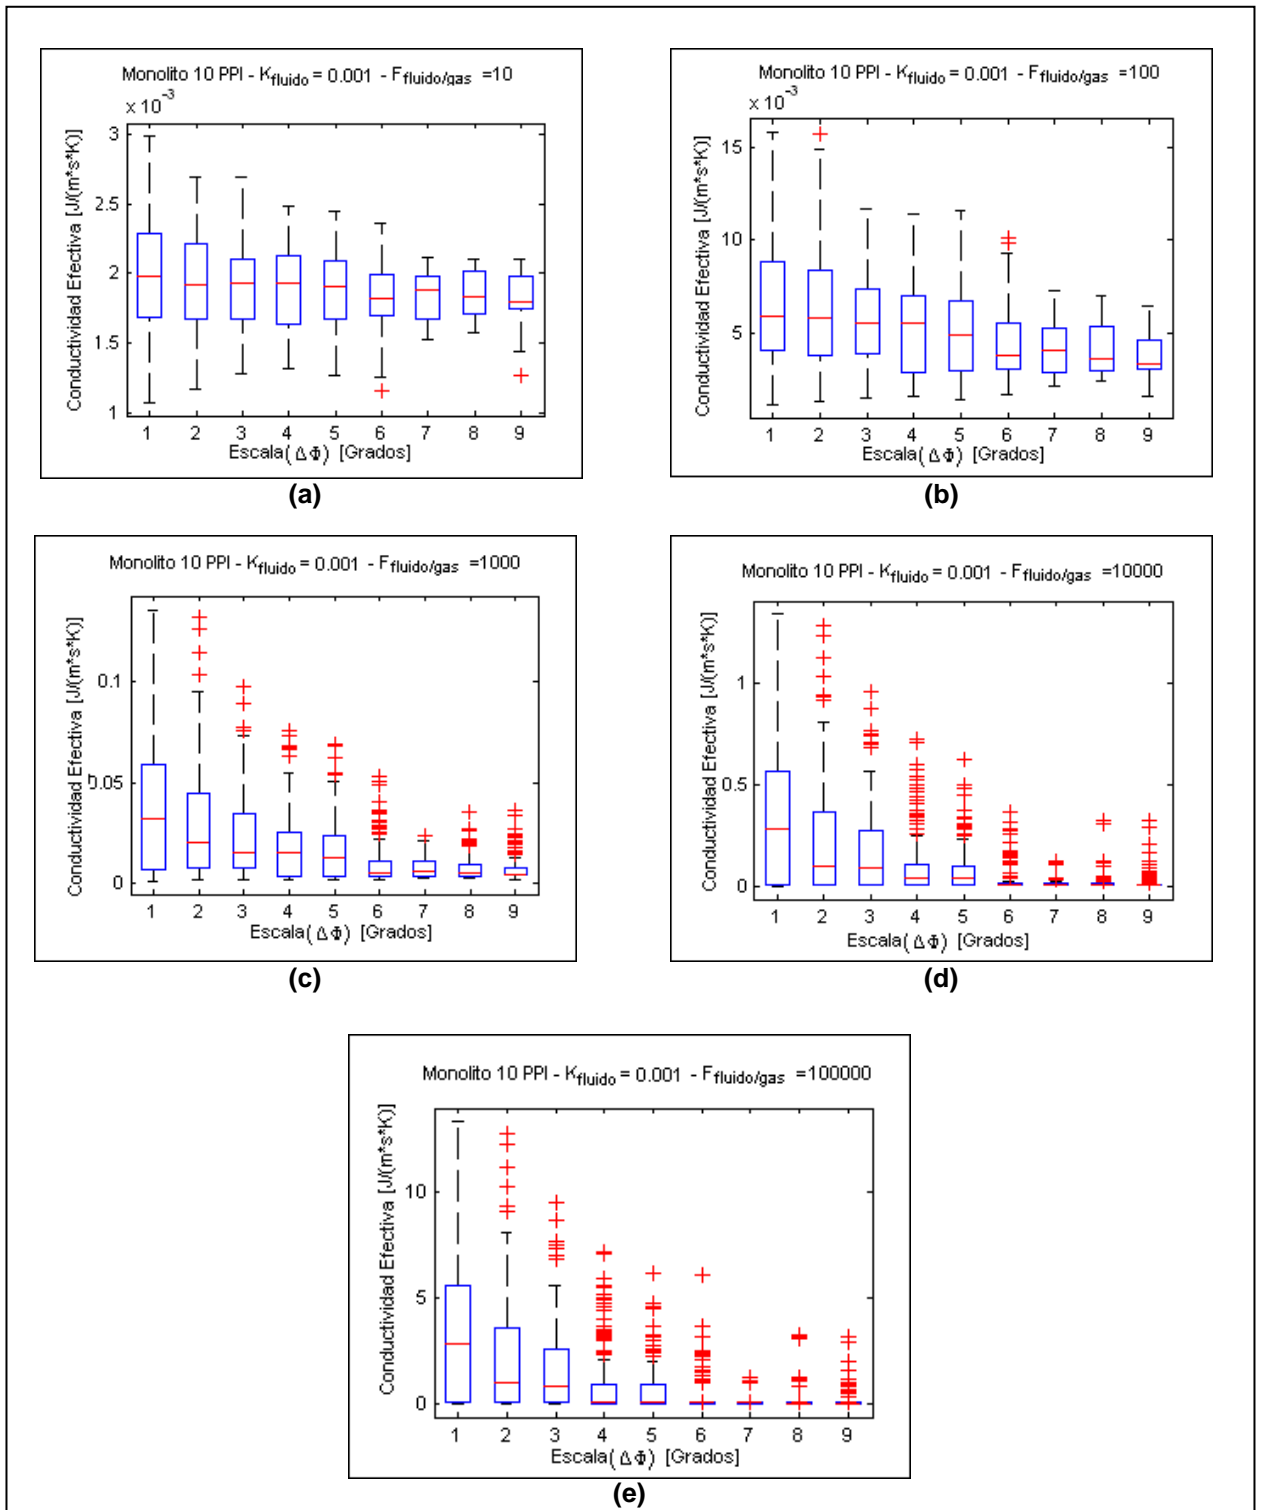 Monolito 10 PPI - Kfluido = 0.001 - Ffluido/gas =10
x 10-3
Conductividad Efectiva [J/(m*s*K)]
3
2.5
2
1.5
1
1 2 3 4 5 6 7 8 9
Escala(ΔΦ) [Grados]
(a)
Monolito 10 PPI - Kfluido = 0.001 - Ffluido/gas =100
x 10-3
Conductividad Efectiva [J/(m*s*K)]
15
10
5
1 2 3 4 5 6 7 8 9
Escala(ΔΦ) [Grados]
(b)
Monolito 10 PPI - Kfluido = 0.001 - Ffluido/gas =1000
Conductividad Efectiva [J/(m*s*K)]
0.1
0.05
0
1 2 3 4 5 6 7 8 9
Escala(ΔΦ) [Grados]
(c)
Monolito 10 PPI - Kfluido = 0.001 - Ffluido/gas =10000
Conductividad Efectiva [J/(m*s*K)]
1
0.5
0
1 2 3 4 5 6 7 8 9
Escala(ΔΦ) [Grados]
(d)
Monolito 10 PPI - Kfluido = 0.001 - Ffluido/gas =100000
Conductividad Efectiva [J/(m*s*K)]
10
5
0
1 2 3 4 5 6 7 8 9
Escala(ΔΦ) [Grados]
(e)